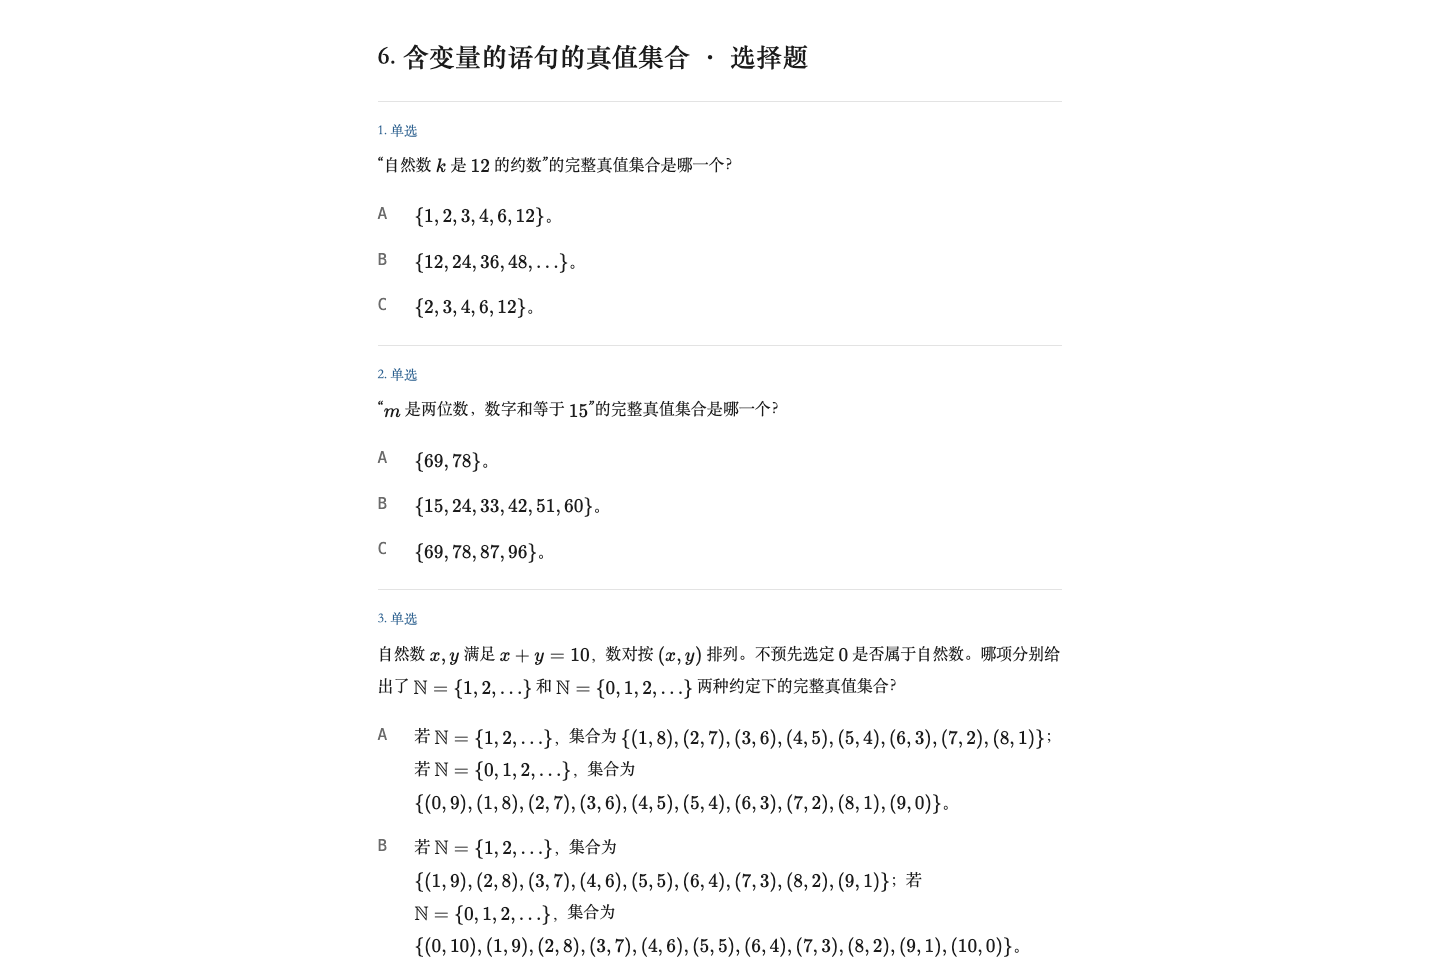 6. 含变量的语句的真值集合 · 选择题
1. 单选
“自然数 k 是 12 的约数”的完整真值集合是哪一个？
A {1, 2, 3, 4, 6, 12}。
B {12, 24, 36, 48, . . .}。
C {2, 3, 4, 6, 12}。
2. 单选
“m 是两位数，数字和等于 15”的完整真值集合是哪一个？
A {69, 78}。
B {15, 24, 33, 42, 51, 60}。
C {69, 78, 87, 96}。
3. 单选
自然数 x, y 满足 x + y = 10，数对按 (x, y) 排列。不预先选定 0 是否属于自然数。哪项分别给
出了 ℕ = {1, 2, . . .} 和 ℕ = {0, 1, 2, . . .} 两种约定下的完整真值集合？
A 若 ℕ = {1, 2, . . .}，集合为 {(1, 8), (2, 7), (3, 6), (4, 5), (5, 4), (6, 3), (7, 2), (8, 1)}；
若 ℕ = {0, 1, 2, . . .}，集合为
{(0, 9), (1, 8), (2, 7), (3, 6), (4, 5), (5, 4), (6, 3), (7, 2), (8, 1), (9, 0)}。
B 若 ℕ = {1, 2, . . .}，集合为
{(1, 9), (2, 8), (3, 7), (4, 6), (5, 5), (6, 4), (7, 3), (8, 2), (9, 1)}；若
ℕ = {0, 1, 2, . . .}，集合为
{(0, 10), (1, 9), (2, 8), (3, 7), (4, 6), (5, 5), (6, 4), (7, 3), (8, 2), (9, 1), (10, 0)}。